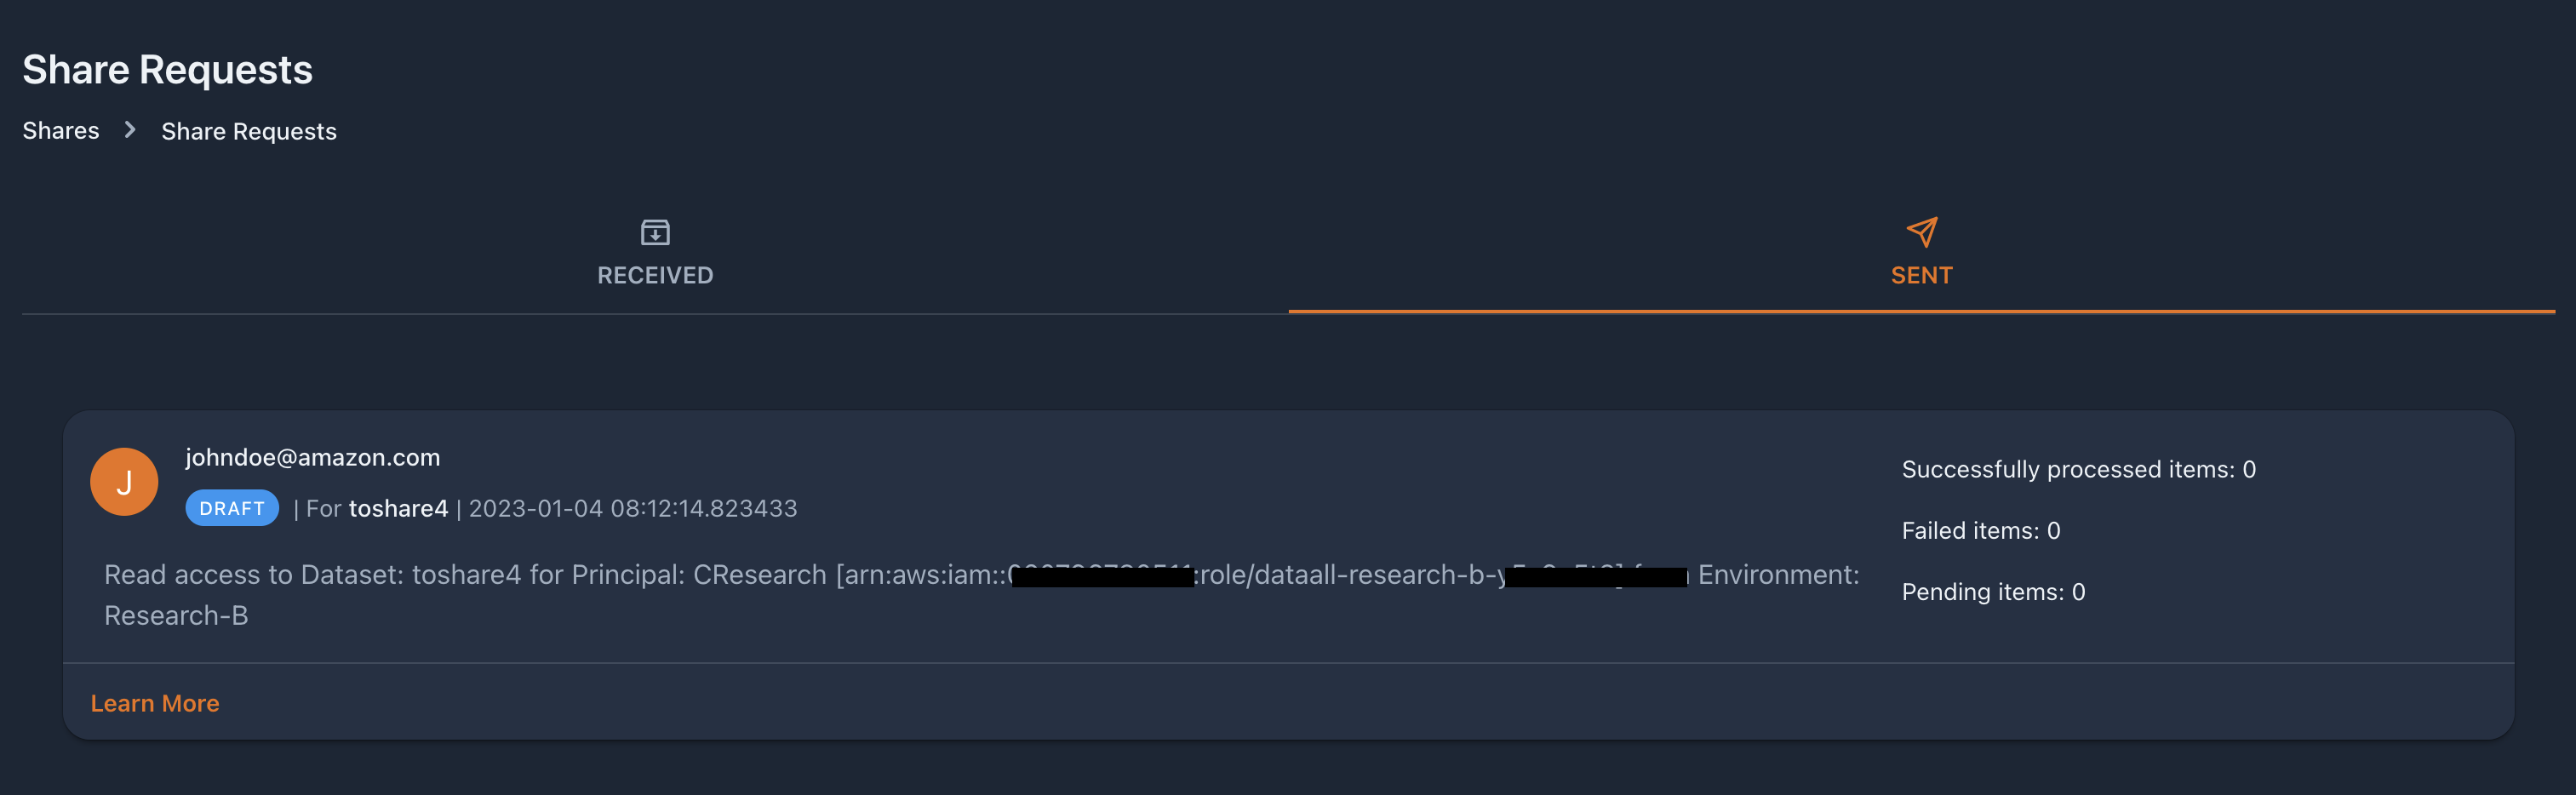 Share Requests
Shares > Share Requests
RECEIVED
SENT
J
johndoe@amazon.com
DRAFT | For toshare4 | 2023-01-04 08:12:14.823433
Read access to Dataset: toshare4 for Principal: CResearch [arn:aws:iam:: :role/dataall-research-b-y Environment:
Research-B
Successfully processed items: 0
Failed items: 0
Pending items: 0
Learn More